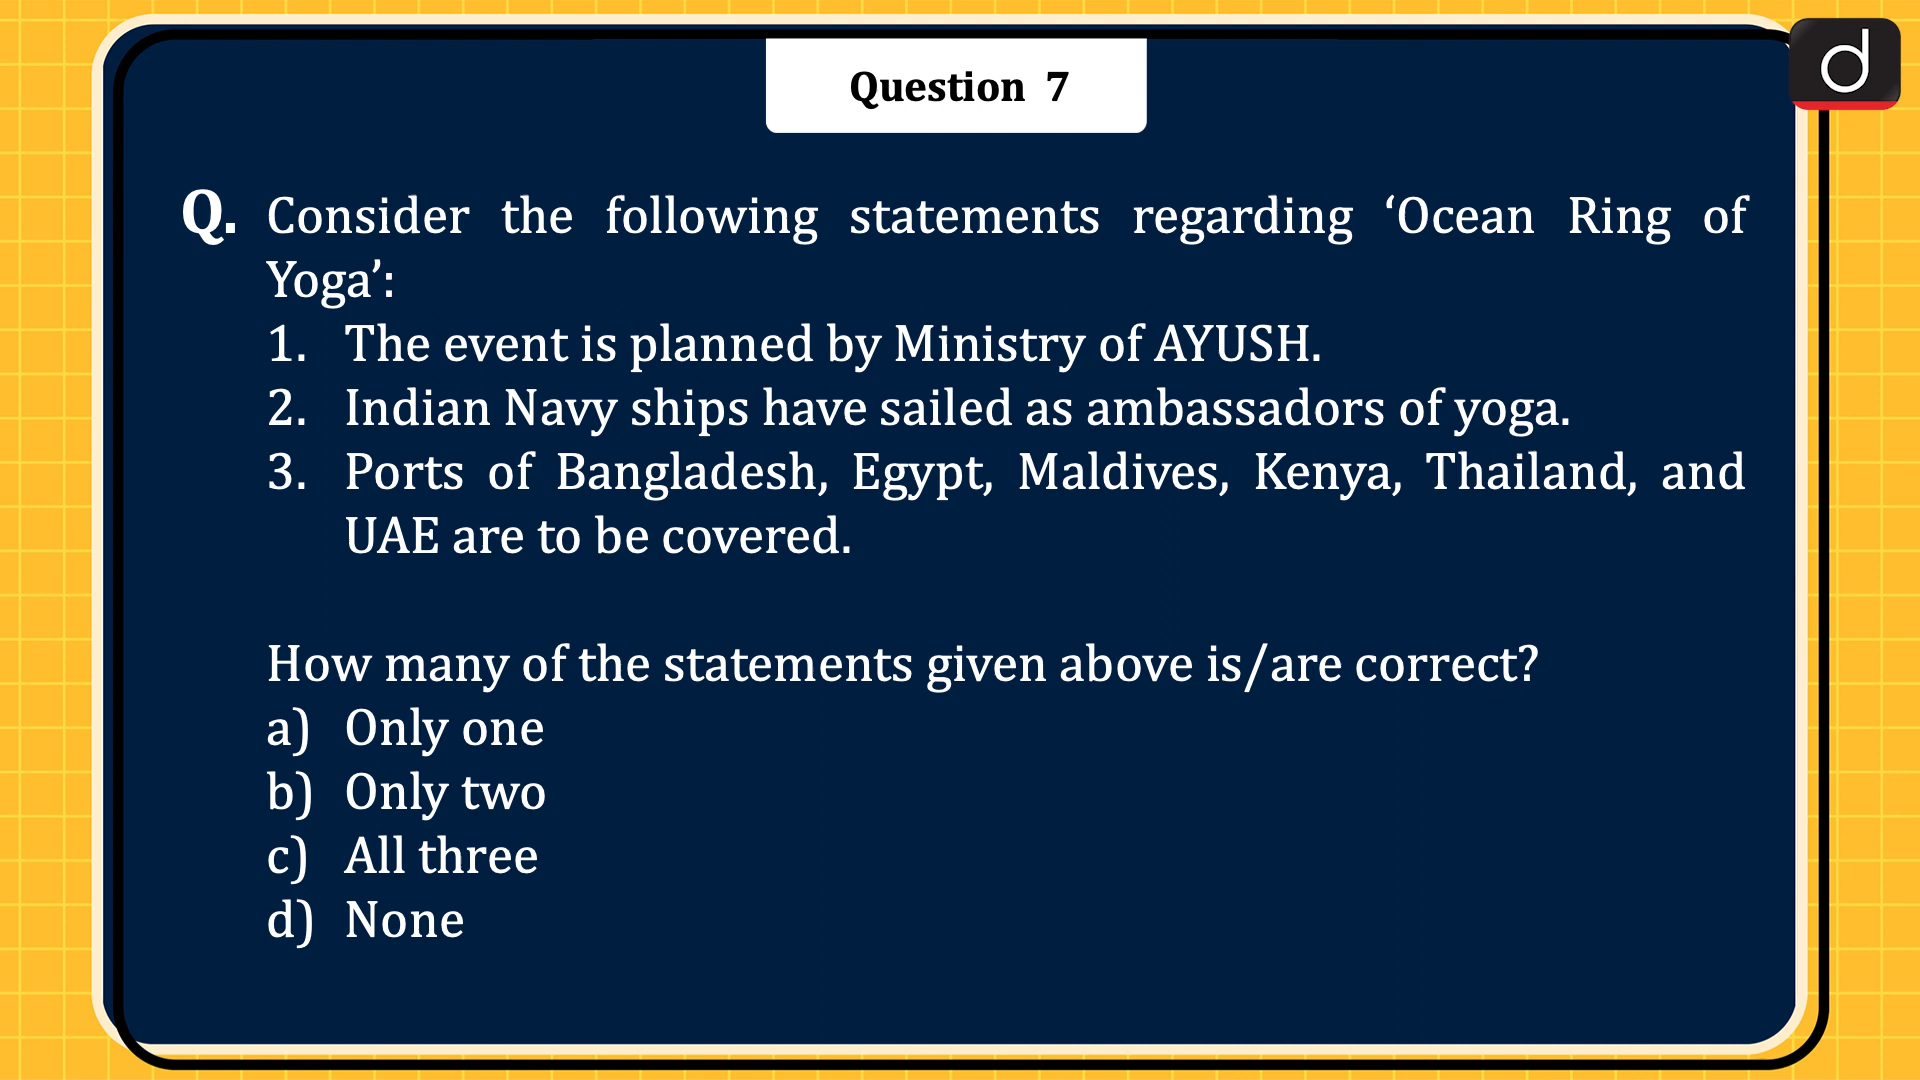 Question 7
d
Q. Consider the following statements regarding ‘Ocean Ring of
Yoga’:
1. The event is planned by Ministry of AYUSH.
2. Indian Navy ships have sailed as ambassadors of yoga.
3. Ports of Bangladesh, Egypt, Maldives, Kenya, Thailand, and
UAE are to be covered.
How many of the statements given above is/are correct?
a) Only one
b) Only two
c) All three
d) None